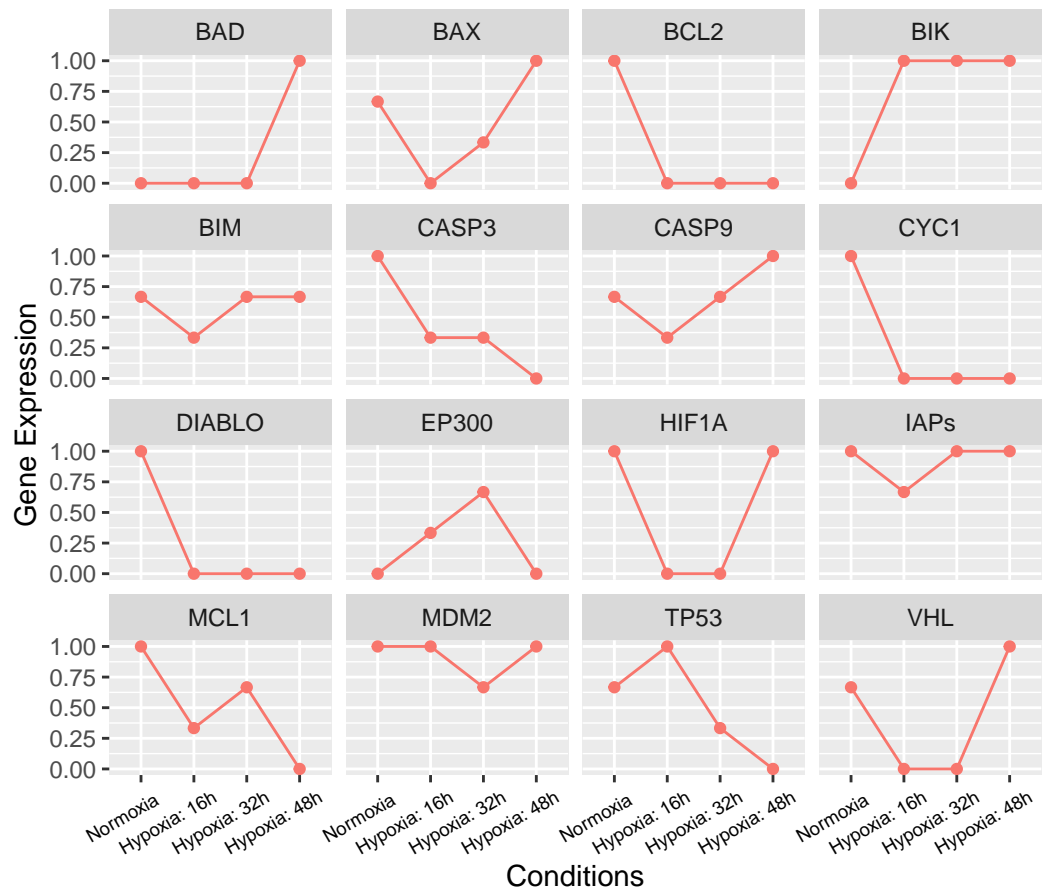 BAD BAX BCL2 BIK
1.00
0.75
0.50
0.25
0.00
BIM CASP3 CASP9 CYC1
1.00
0.75
0.50
0.25
0.00
DIABLO EP300 HIF1A IAPs
1.00
0.75
0.50
0.25
0.00
MCL1 MDM2 TP53 VHL
1.00
0.75
0.50
0.25
0.00
Gene Expression
Normoxia Hypoxia: 16h Hypoxia: 32h Hypoxia: 48h Normoxia Hypoxia: 16h Hypoxia: 32h Hypoxia: 48h Normoxia Hypoxia: 16h Hypoxia: 32h Hypoxia: 48h Normoxia Hypoxia: 16h Hypoxia: 32h Hypoxia: 48h
Conditions